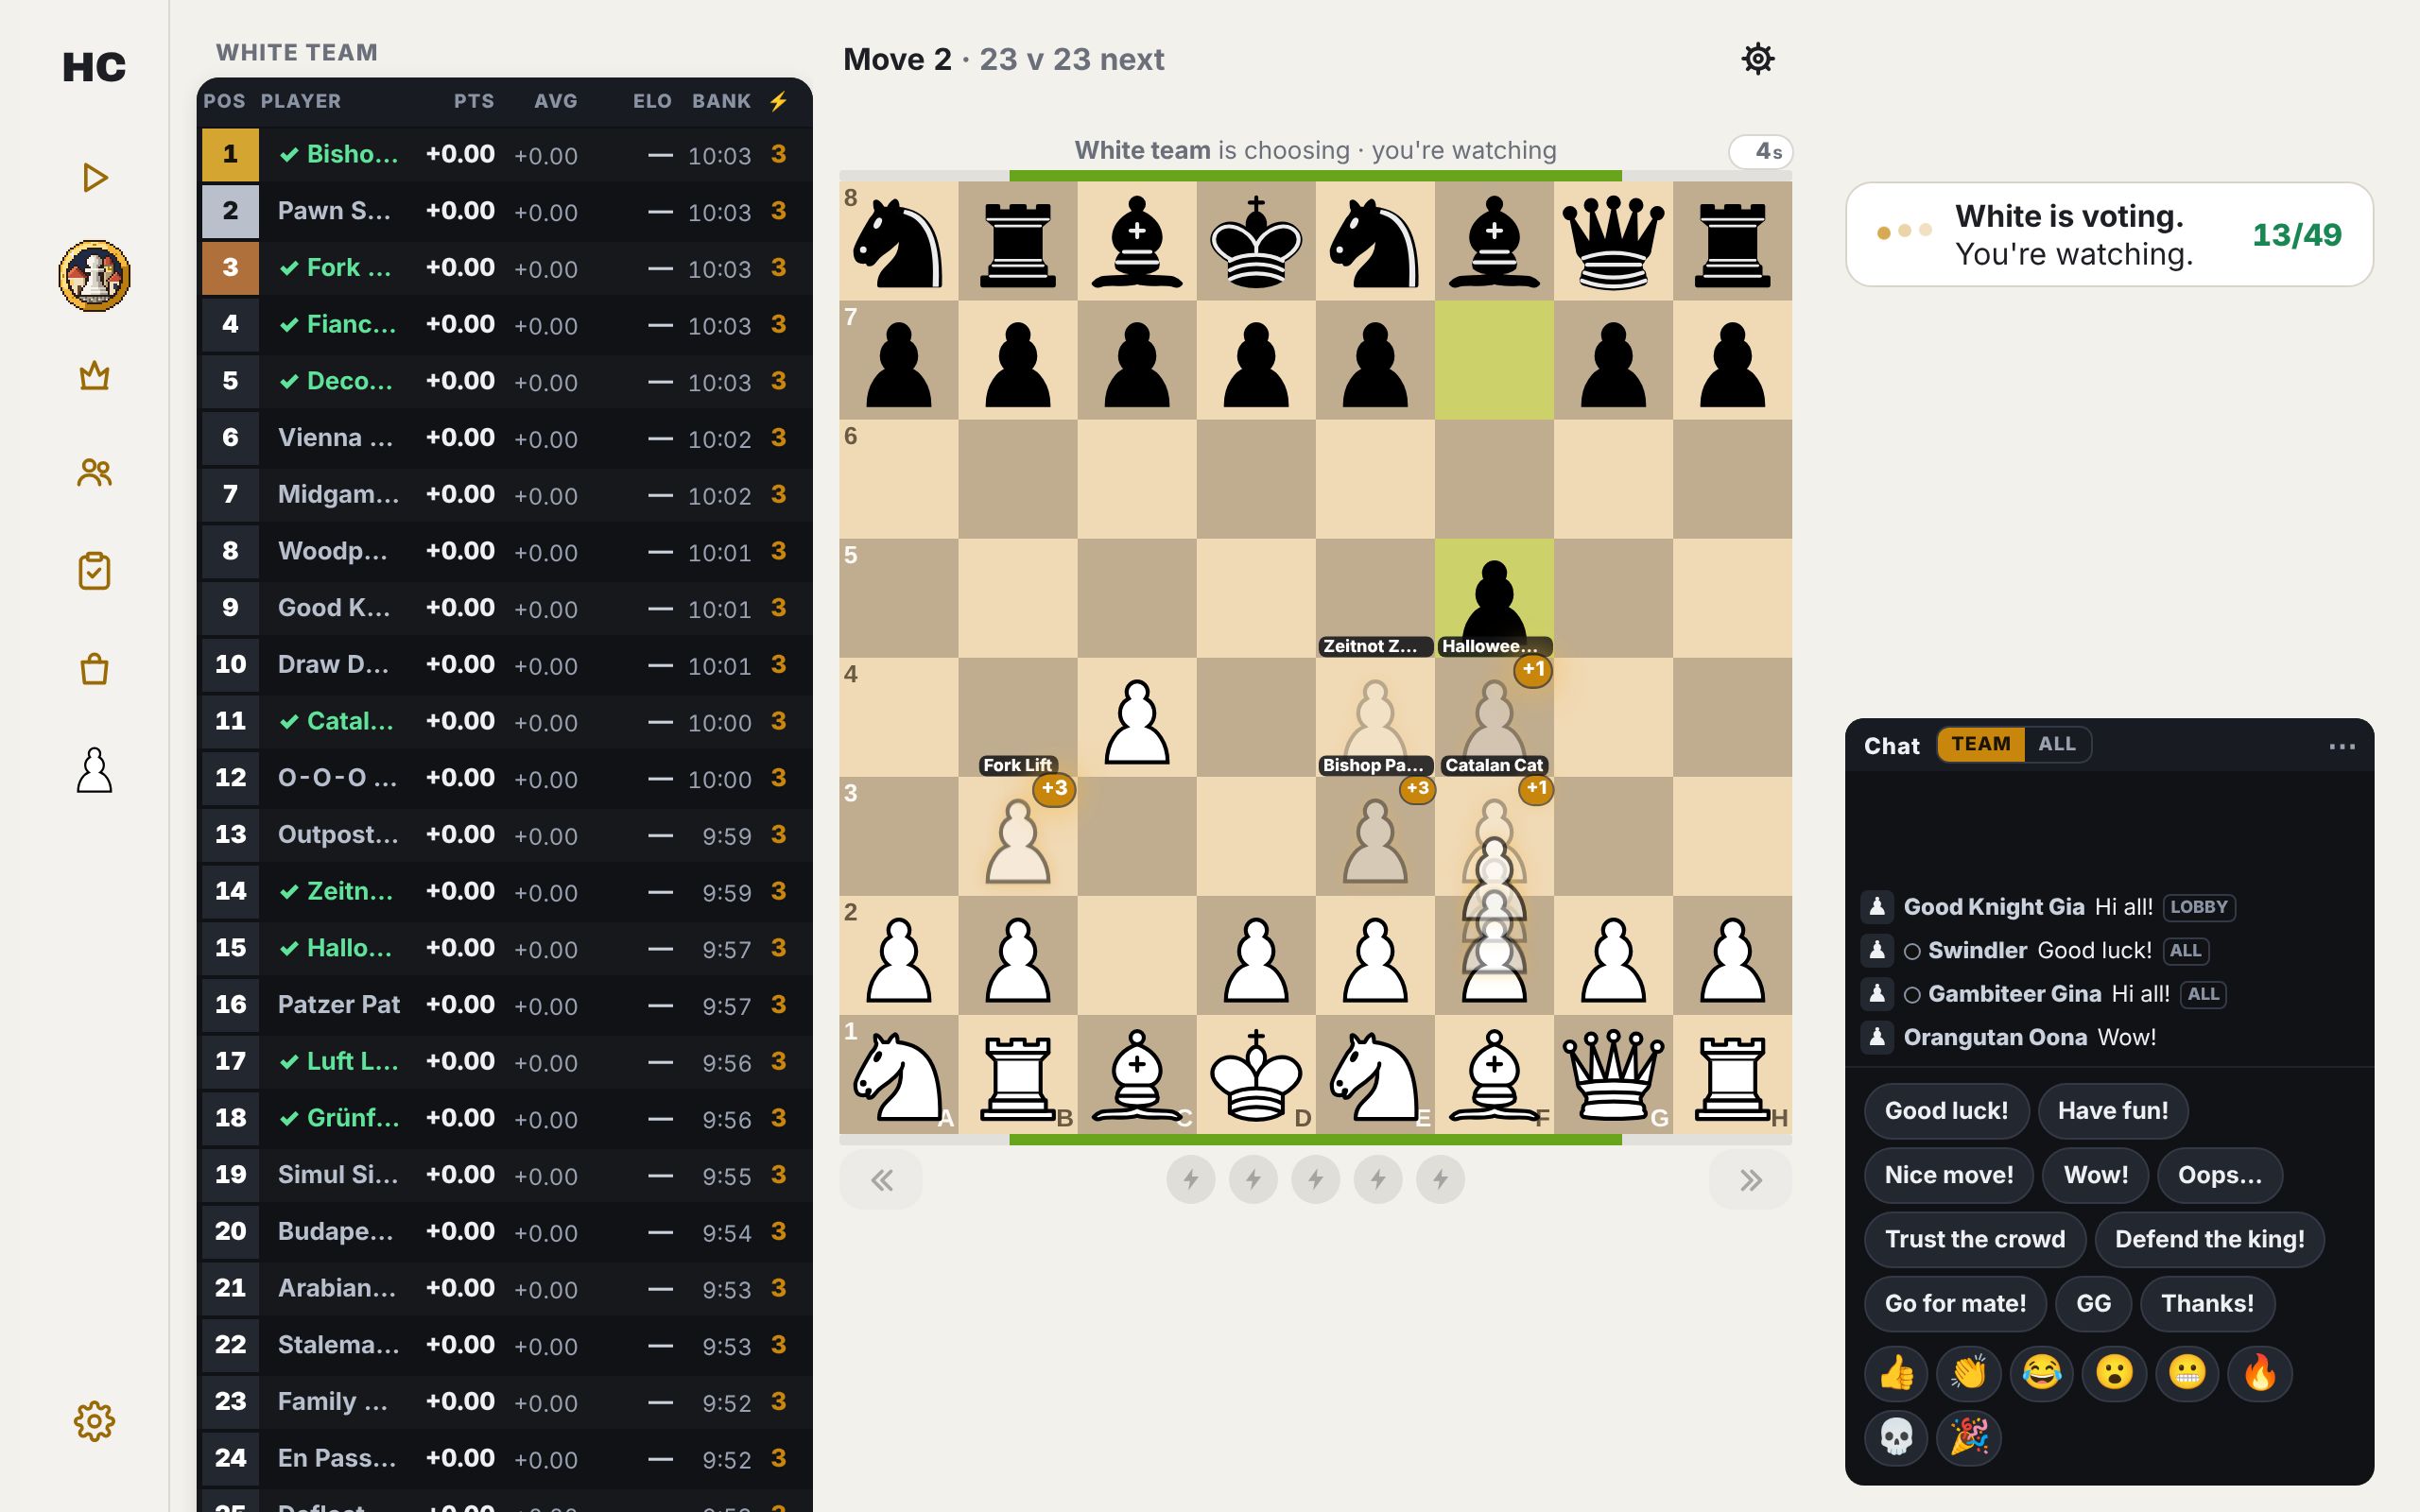 HC
WHITE TEAM
POS PLAYER PTS AVG ELO BANK
1 Bisho... +0.00 +0.00 — 10:03 3
2 Pawn S... +0.00 +0.00 — 10:03 3
3 Fork ... +0.00 +0.00 — 10:03 3
4 Fianc... +0.00 +0.00 — 10:03 3
5 Deco... +0.00 +0.00 — 10:03 3
6 Vienna ... +0.00 +0.00 — 10:02 3
7 Midgam... +0.00 +0.00 — 10:02 3
8 Woodp... +0.00 +0.00 — 10:01 3
9 Good K... +0.00 +0.00 — 10:01 3
10 Draw D... +0.00 +0.00 — 10:01 3
11 Catal... +0.00 +0.00 — 10:00 3
12 O-O-O ... +0.00 +0.00 — 10:00 3
13 Outpost... +0.00 +0.00 — 9:59 3
14 Zeitn... +0.00 +0.00 — 9:59 3
15 Hallo... +0.00 +0.00 — 9:57 3
16 Patzer Pat +0.00 +0.00 — 9:57 3
17 Luft L... +0.00 +0.00 — 9:56 3
18 Grünf... +0.00 +0.00 — 9:56 3
19 Simul Si... +0.00 +0.00 — 9:55 3
20 Budape... +0.00 +0.00 — 9:54 3
21 Arabian... +0.00 +0.00 — 9:53 3
22 Stalema... +0.00 +0.00 — 9:53 3
23 Family ... +0.00 +0.00 — 9:52 3
24 En Pass... +0.00 +0.00 — 9:52 3
Move 2 · 23 v 23 next
White team is choosing · you're watching
4s
8
7
6
5
Zeitnot Z... Hallowee...
4 +1
Fork Lift Bishop Pa... Catalan Cat
3 +3 +3 +1
2
1
A B C D E F G H
White is voting.
You're watching.
13/49
Chat TEAM ALL ...
Good Knight Gia Hi all! LOBBY
Swindler Good luck! ALL
Gambiteer Gina Hi all! ALL
Orangutan Oona Wow!
Good luck! Have fun!
Nice move! Wow! Oops...
Trust the crowd Defend the king!
Go for mate! GG Thanks!